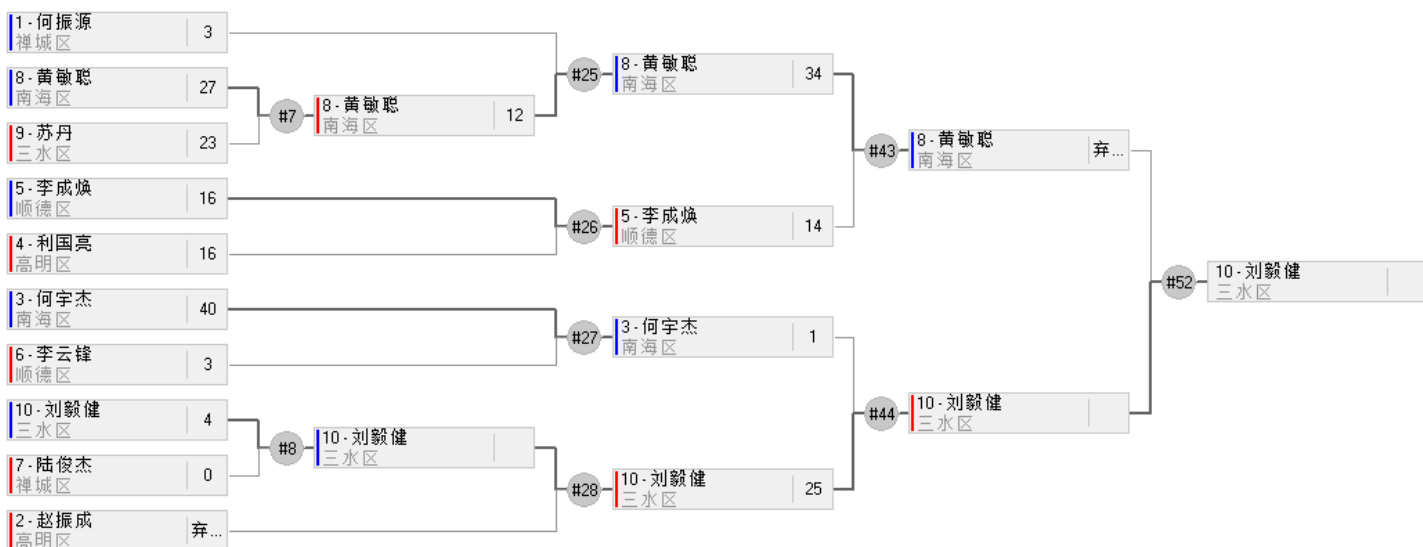 1-何振源
禅城区
3
8-黄敏聪
南海区
27
9-苏丹
三水区
23
5-李成焕
顺德区
16
4-利国亮
高明区
16
3-何宇杰
南海区
40
6-李云锋
顺德区
3
10-刘毅健
三水区
4
7-陆俊杰
禅城区
0
2-赵振成
高明区
弃...
#7
8-黄敏聪
南海区
12
#8
10-刘毅健
三水区
#25
8-黄敏聪
南海区
34
#26
5-李成焕
顺德区
14
#27
3-何宇杰
南海区
1
#28
10-刘毅健
三水区
25
#43
8-黄敏聪
南海区
弃...
#44
10-刘毅健
三水区
#52
10-刘毅健
三水区